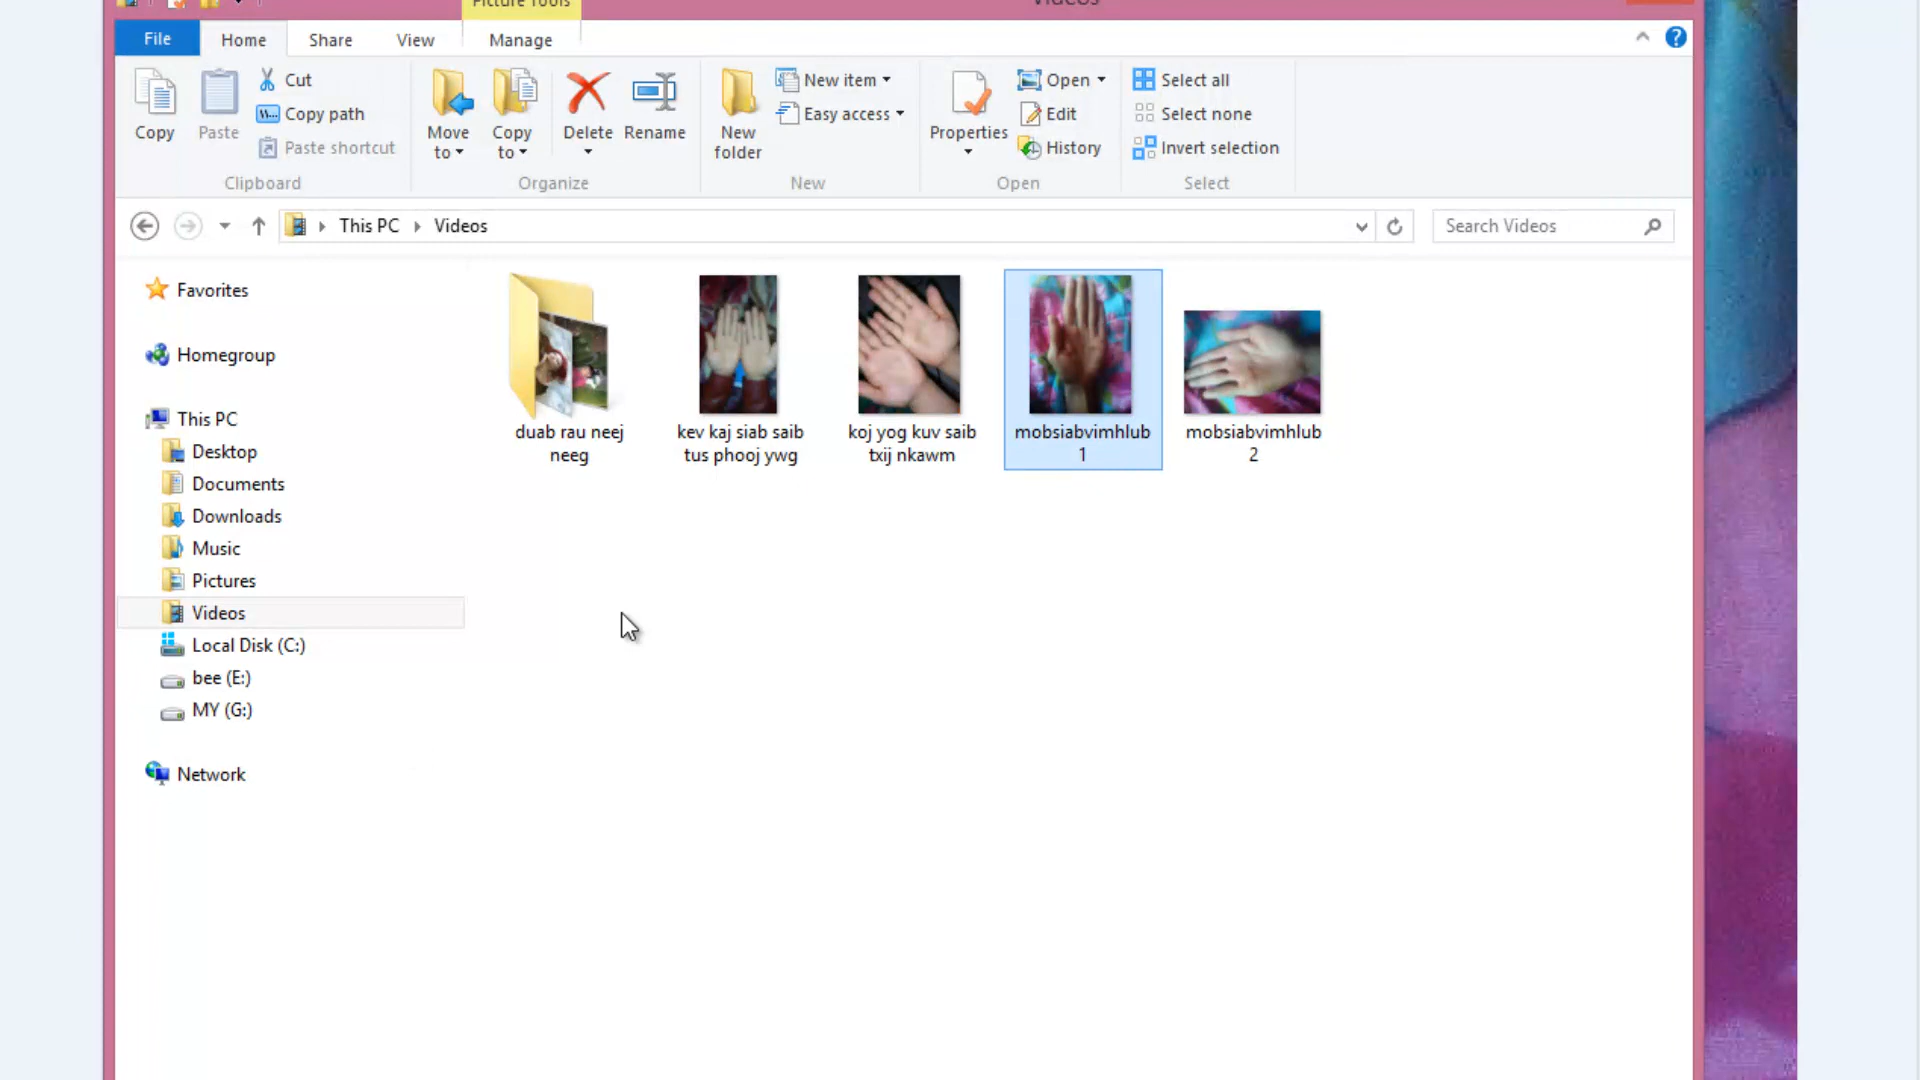 Picture Tools
Videos
File Home Share View Manage
Copy
Paste
Cut
Copy path
Paste shortcut
Clipboard
Move to
Copy to
Delete
Rename
Organize
New folder
New item
Easy access
New
Properties
Open
Edit
History
Open
Select all
Select none
Invert selection
Select
This PC Videos
Search Videos
Favorites
Homegroup
This PC
Desktop
Documents
Downloads
Music
Pictures
Videos
Local Disk (C:)
bee (E:)
MY (G:)
Network
duab rau neej
neeg
kev kaj siab saib
tus phooj ywg
koj yog kuv saib
txij nkawm
mobsiabvimhlub
1
mobsiabvimhlub
2